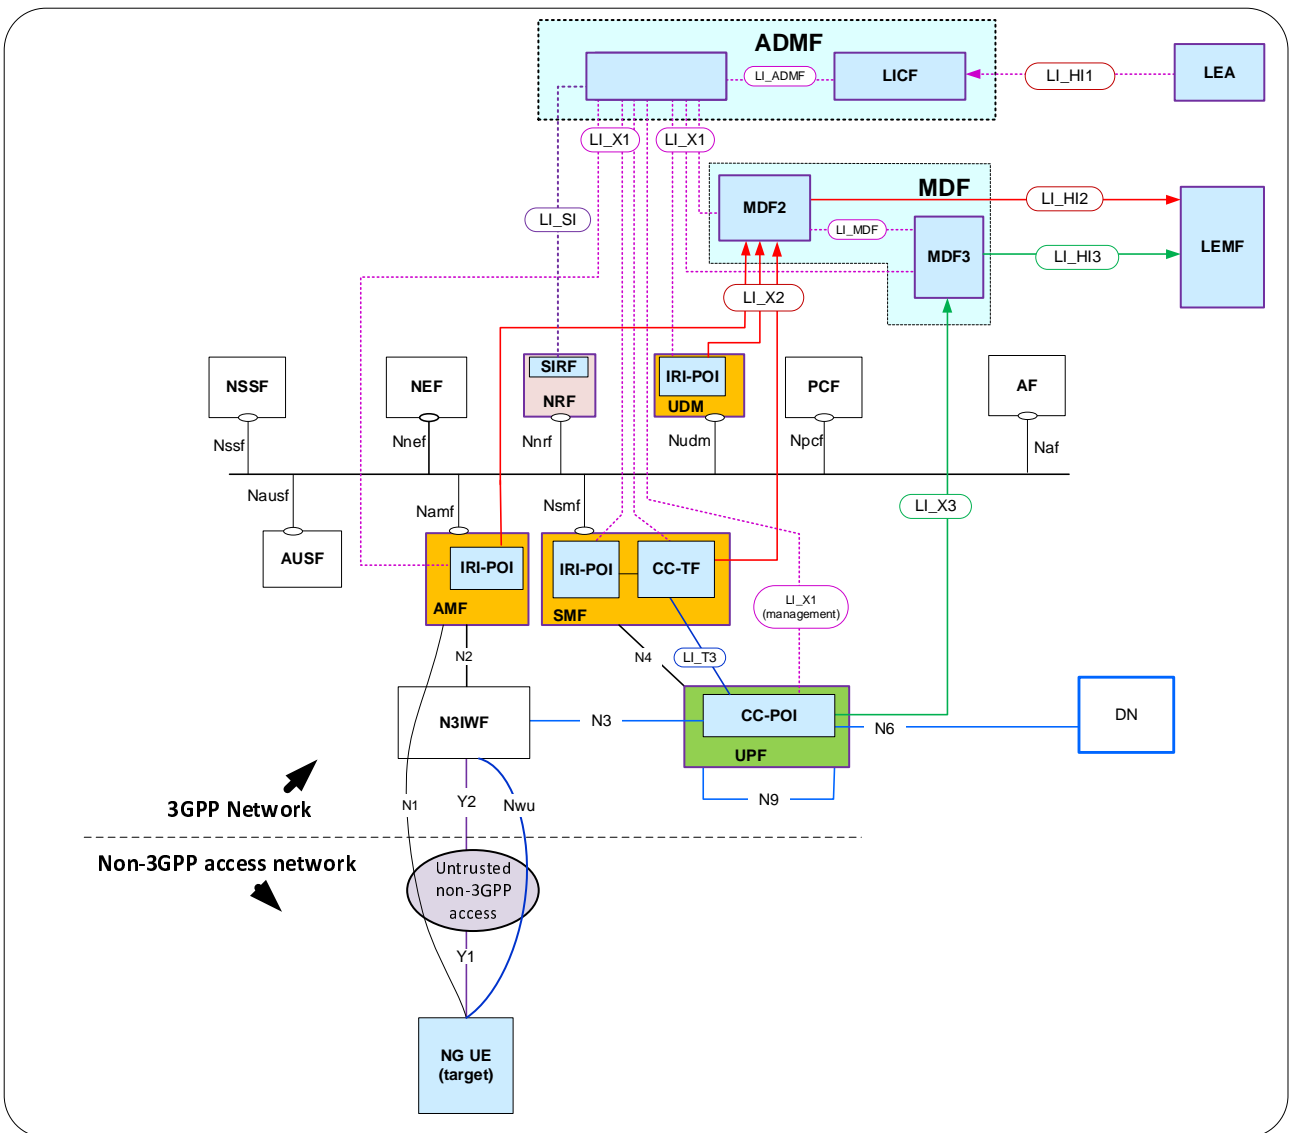 ADMF
LI_ADMF
LICF
LI_HI1
LEA
LI_X1
LI_X1
MDF
MDF2
LI_HI2
LI_SI
LI_MDF
LEMF
MDF3
LI_HI3
LI_X2
NSSF
NEF
SIRF
NRF
IRI-POI
UDM
PCF
AF
Nssf
Nnef
Nnrf
Nudm
Npcf
Naf
Nausf
Namf
Nsmf
LI_X3
AUSF
IRI-POI
AMF
IRI-POI
CC-TF
SMF
LI_X1
(management)
N2
N4
LI_T3
N3IWF
N3
CC-POI
UPF
N6
DN
N9
3GPP Network
N1
Y2
Nwu
Non-3GPP access network
Untrusted
non-3GPP
access
Y1
NG UE
(target)